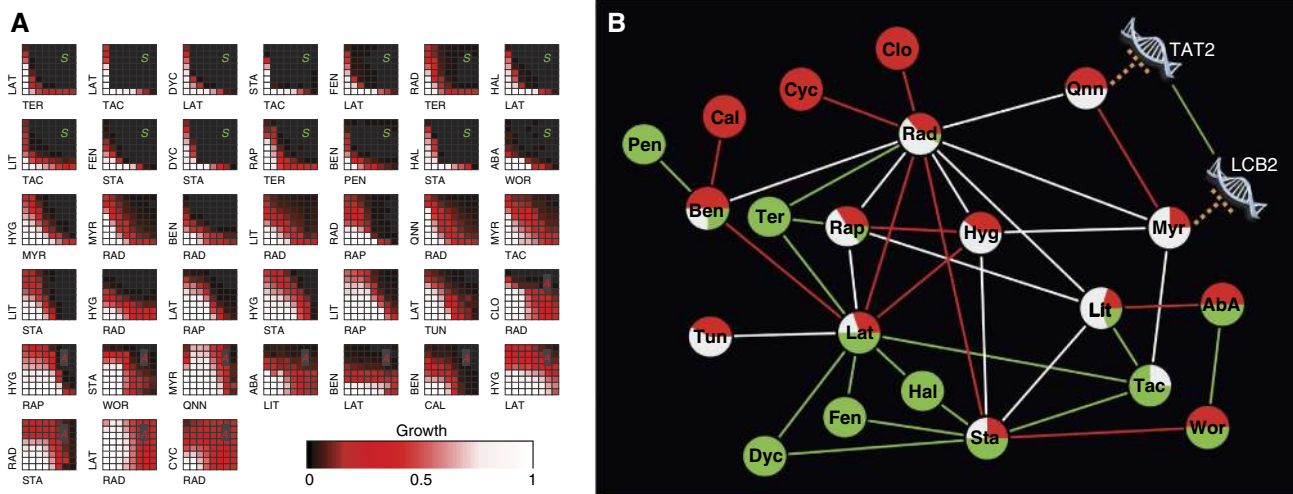 A
LAT S TER
LAT TAC
DYC S LAT
STA S TAC
FEN S LAT
RAD S TER
HAL S LAT
LIT S TAC
FEN S STA
DYC S STA
RAP S TER
BEN S PEN
HAL S STA
ABA S WOR
HYG MYR
MYR RAD
BEN RAD
LIT RAD
RAD RAP
QNN RAD
MYR TAC
LIT STA
HYG RAD
LAT RAP
HYG STA
LIT RAP
LAT TUN
CLO A RAD
HYG A RAP
STA A WOR
MYR A QNN
ABA A LIT
BEN A LAT
BEN A CAL
HYG A LAT
RAD A STA
LAT A RAD
CYC A RAD
Growth
0 0.5 1
B
Clo
TAT2
Cyc
Qnn
Cal
Rad
Pen
LCB2
Ben
Ter
Rap
Hyg
Myr
Lit
AbA
Tun
Lat
Tac
Hal
Fen
Sta
Wor
Dyc